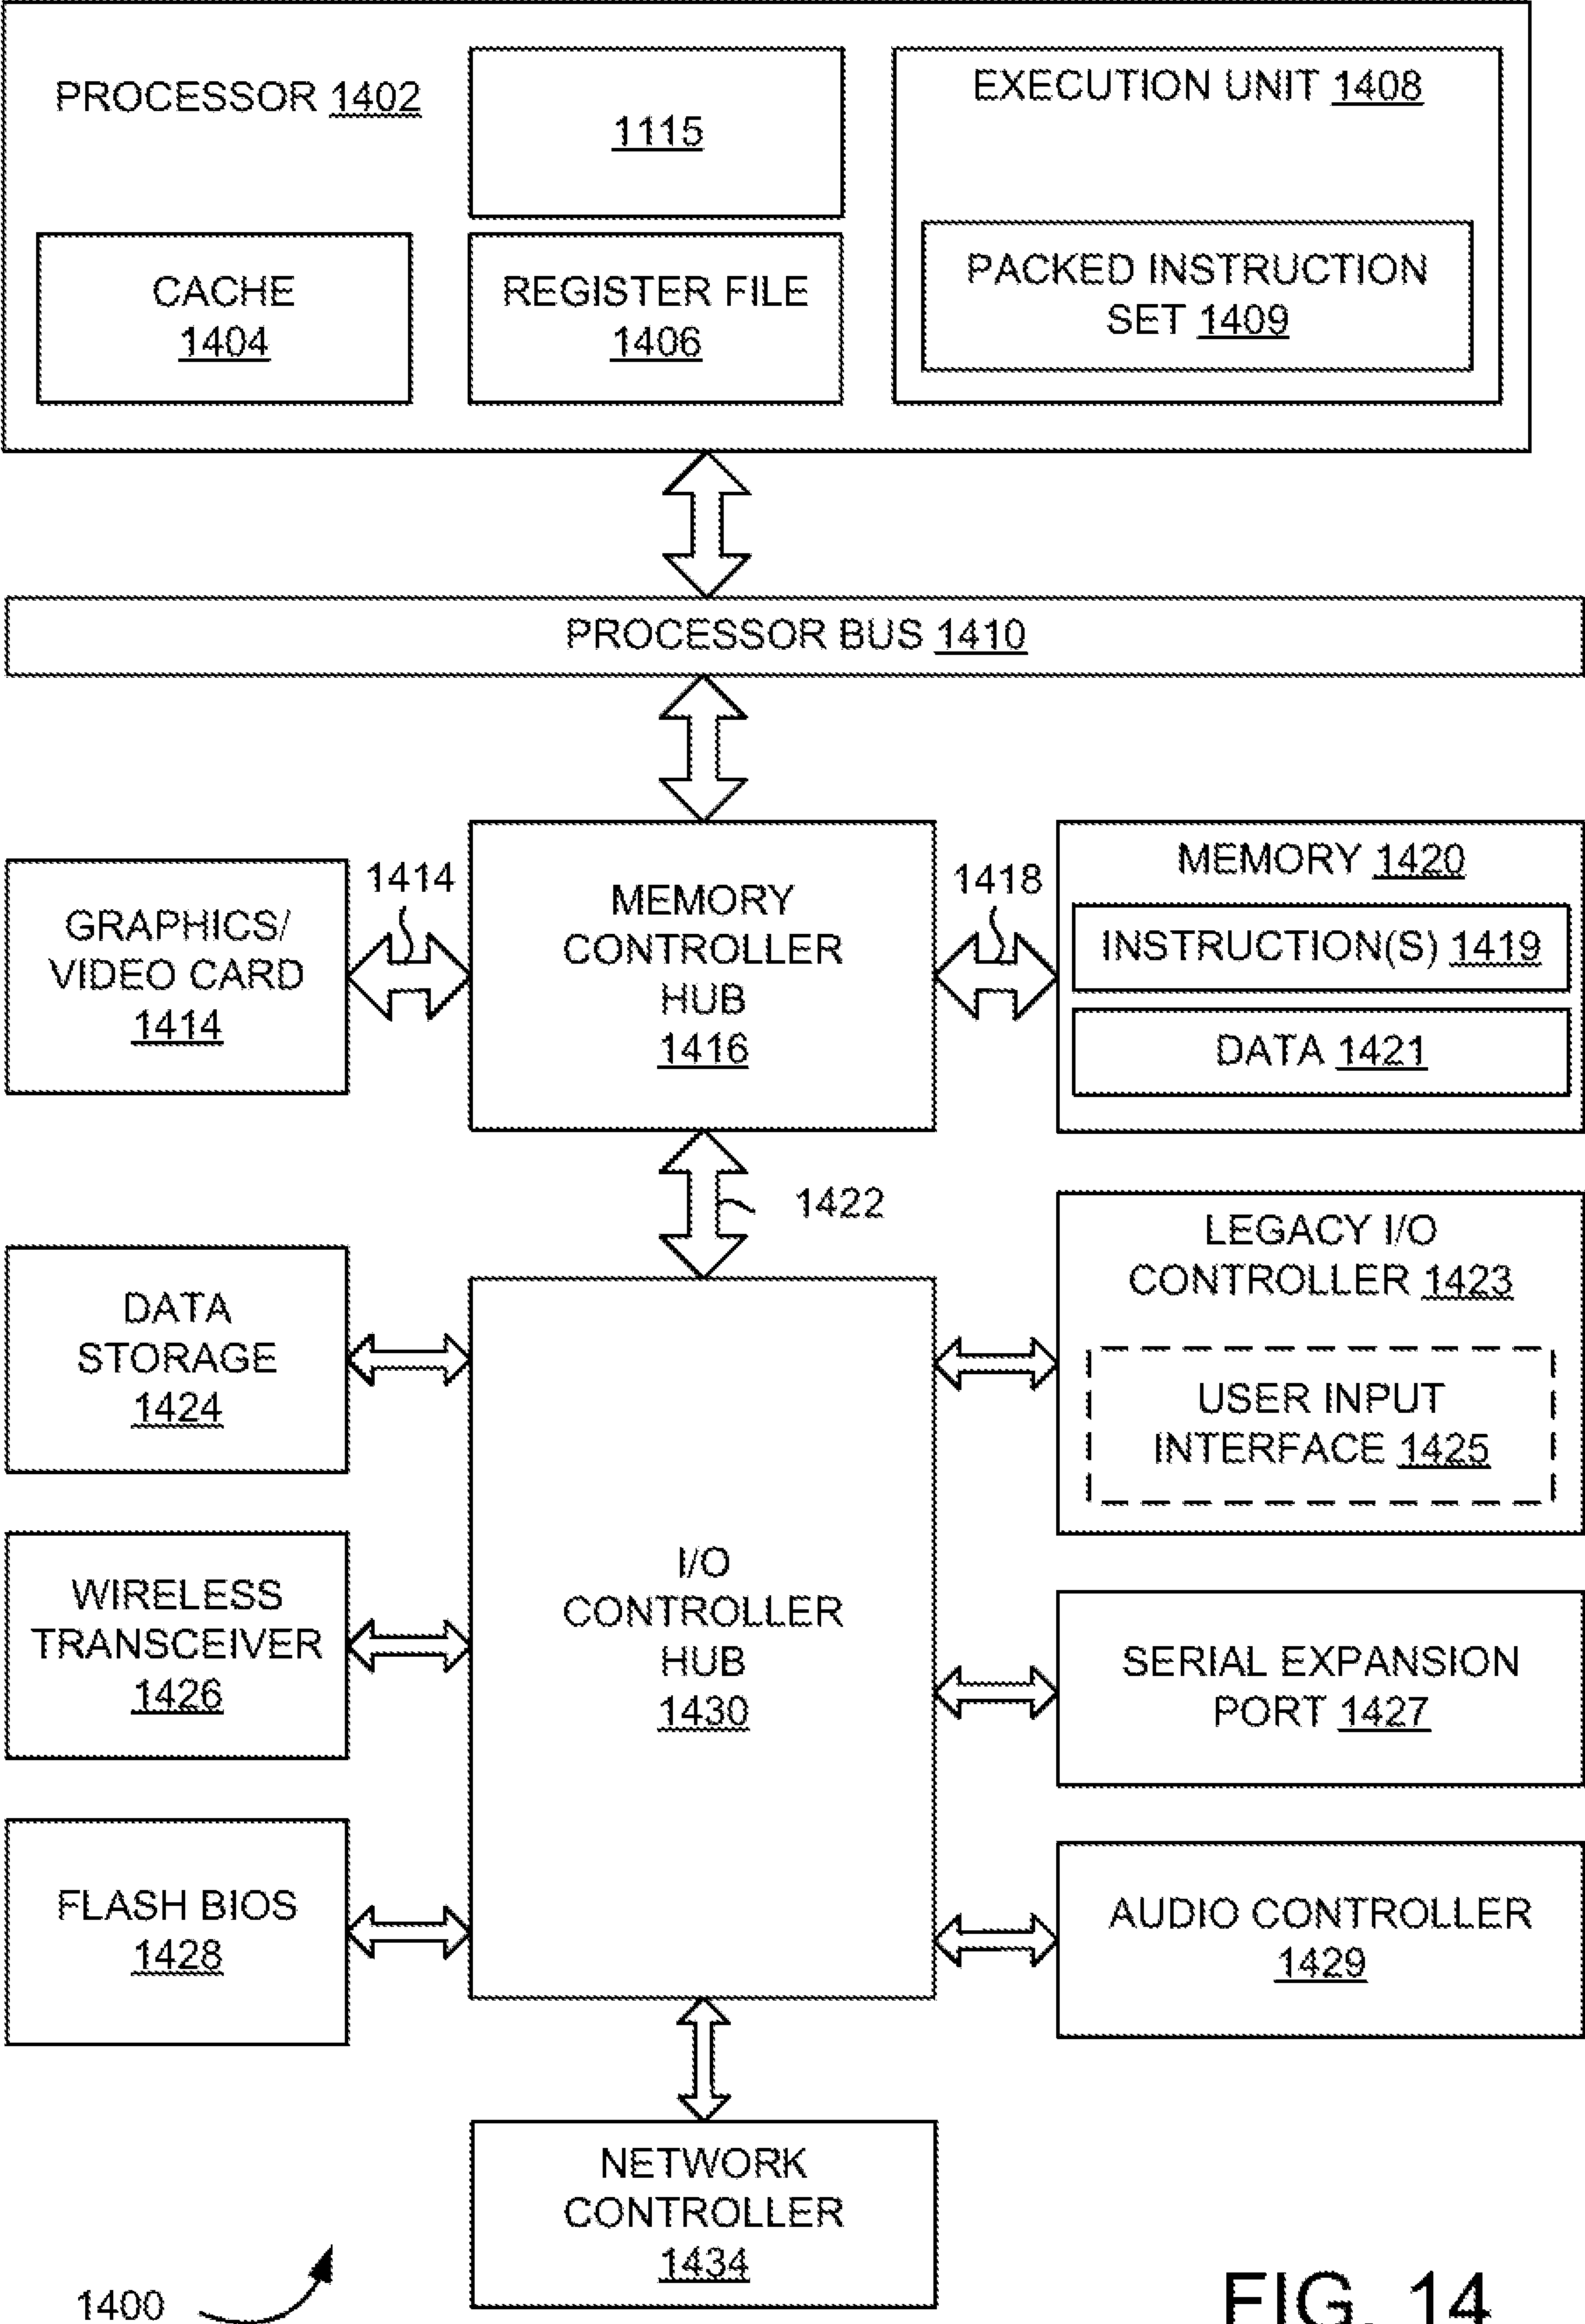 PROCESSOR 1402
1115
EXECUTION UNIT 1408
CACHE
1404
REGISTER FILE
1406
PACKED INSTRUCTION
SET 1409
PROCESSOR BUS 1410
GRAPHICS/
VIDEO CARD
1414
1414
MEMORY
CONTROLLER
HUB
1416
1418
MEMORY 1420
INSTRUCTION(S) 1419
DATA 1421
1422
DATA
STORAGE
1424
LEGACY I/O
CONTROLLER 1423
USER INPUT
INTERFACE 1425
WIRELESS
TRANSCEIVER
1426
I/O
CONTROLLER
HUB
1430
SERIAL EXPANSION
PORT 1427
FLASH BIOS
1428
AUDIO CONTROLLER
1429
NETWORK
CONTROLLER
1434
1400
FIG. 14